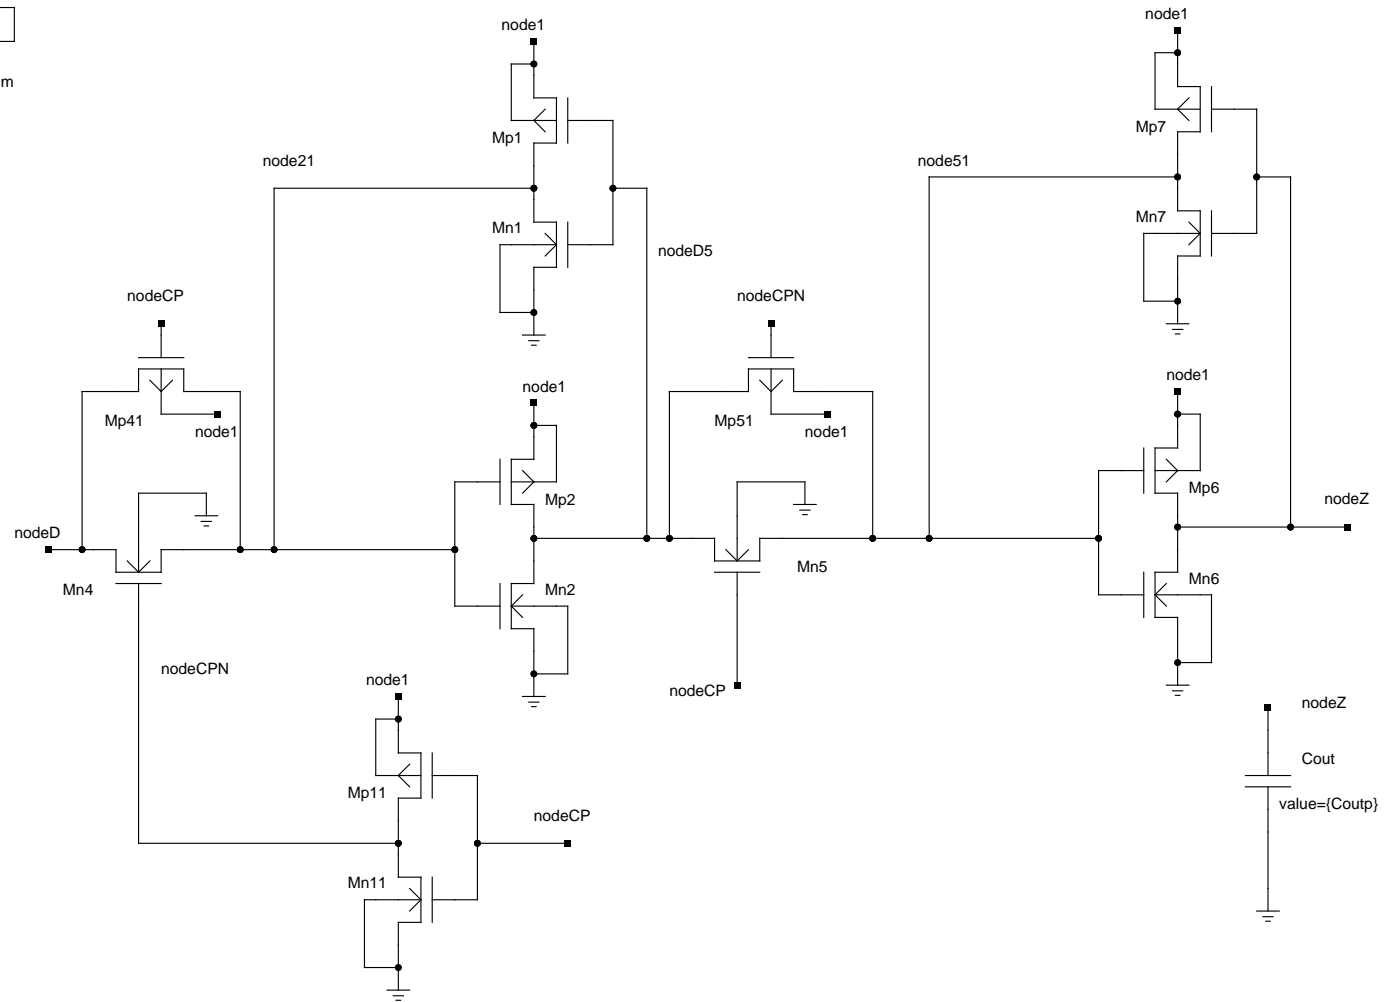 node1
node1
m
Mp1
Mp7
node21
node51
Mn1
Mn7
nodeD5
nodeCP
nodeCPN
node1
node1
Mp41
node1
Mp51
node1
Mp2
Mp6
nodeZ
nodeD
Mn4
Mn2
Mn5
Mn6
nodeCPN
node1
nodeCP
nodeZ
Cout
Mp11
value={Coutp}
nodeCP
Mn11